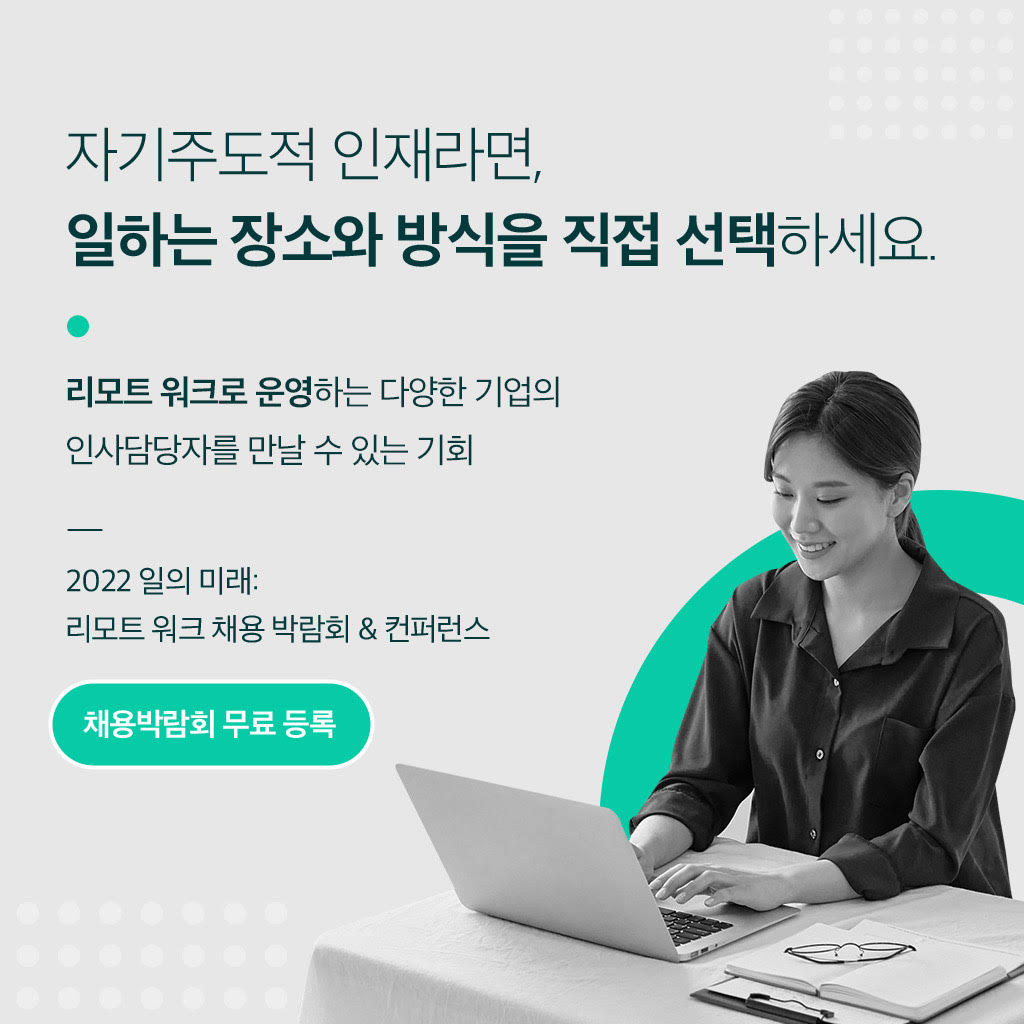 자기주도적 인재라면,
일하는 장소와 방식을 직접 선택하세요.
리모트 워크로 운영하는 다양한 기업의
인사담당자를 만날 수 있는 기회
2022 일의 미래:
리모트 워크 채용 박람회 & 컨퍼런스
채용박람회 무료 등록